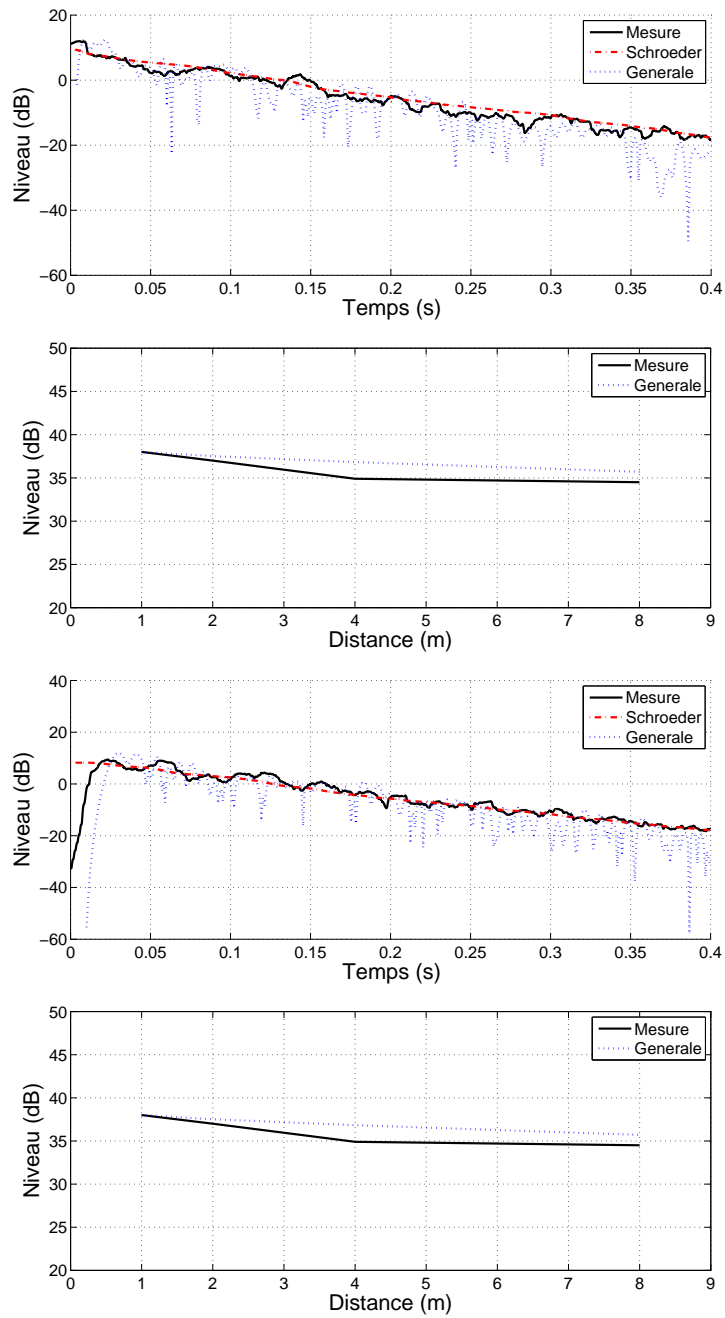 20
0
−20
−40
−60
Niveau (dB)
Mesure
Schroeder
Generale
0 0.05 0.1 0.15 0.2 0.25 0.3 0.35 0.4
Temps (s)
50
45
40
35
30
25
20
Niveau (dB)
Mesure
Generale
0 1 2 3 4 5 6 7 8 9
Distance (m)
40
20
0
−20
−40
−60
Niveau (dB)
Mesure
Schroeder
Generale
0 0.05 0.1 0.15 0.2 0.25 0.3 0.35 0.4
Temps (s)
50
45
40
35
30
25
20
Niveau (dB)
Mesure
Generale
0 1 2 3 4 5 6 7 8 9
Distance (m)